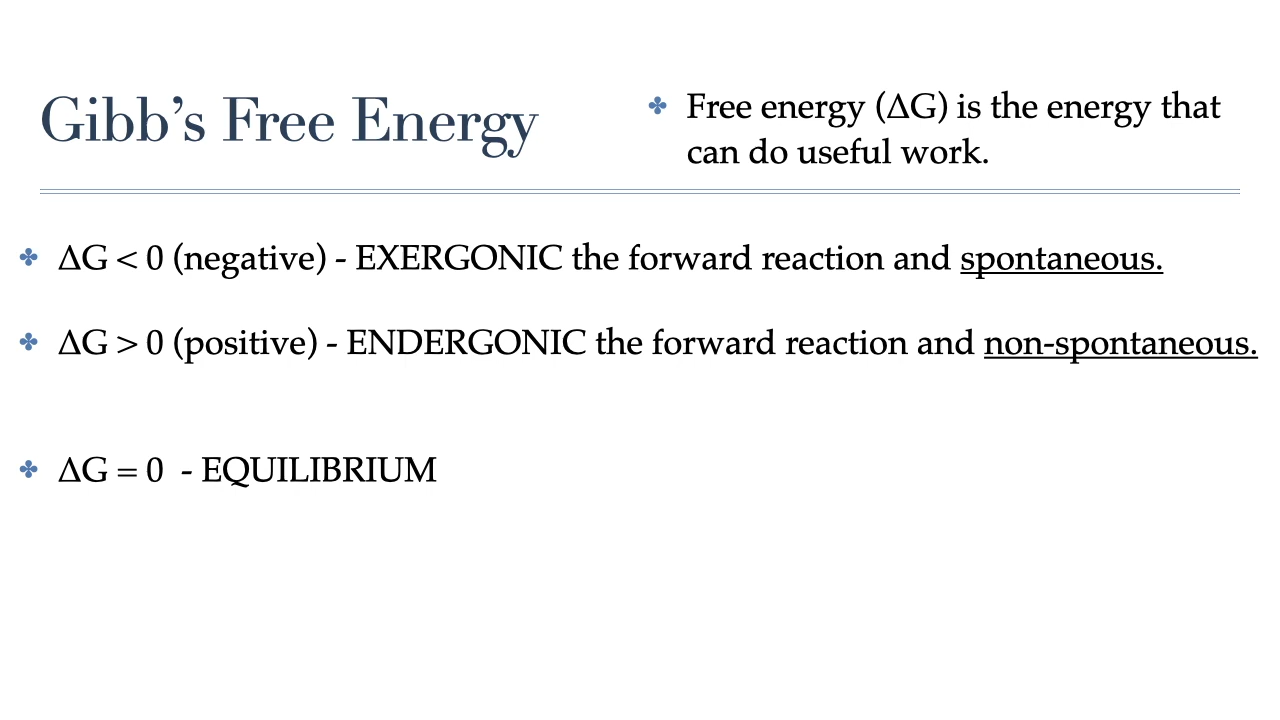 Gibb’s Free Energy
Free energy (ΔG) is the energy that
can do useful work.
ΔG < 0 (negative) - EXERGONIC the forward reaction and spontaneous.
ΔG > 0 (positive) - ENDERGONIC the forward reaction and non-spontaneous.
ΔG = 0  - EQUILIBRIUM